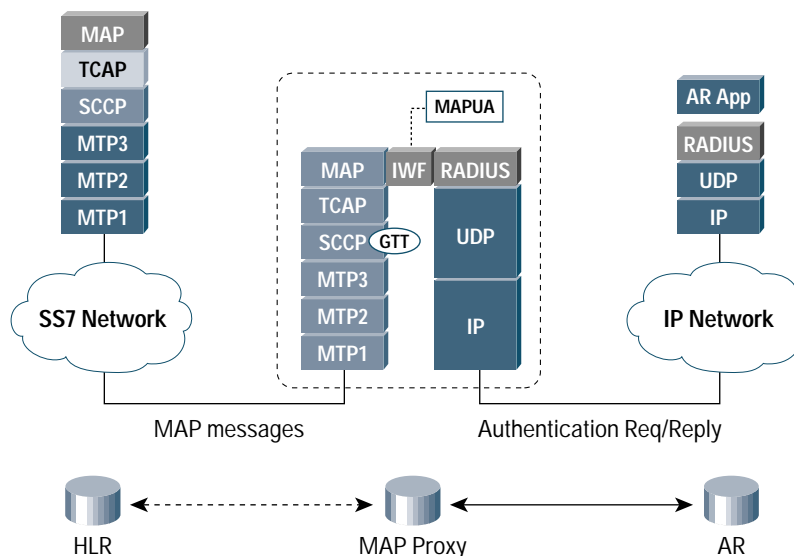 MAP
TCAP
SCCP
MTP3
MTP2
MTP1
SS7 Network
MAPUA
MAP IWF RADIUS
TCAP
SCCP GTT UDP
MTP3
MTP2 IP
MTP1
AR App
RADIUS
UDP
IP
IP Network
MAP messages
Authentication Req/Reply
HLR
MAP Proxy
AR